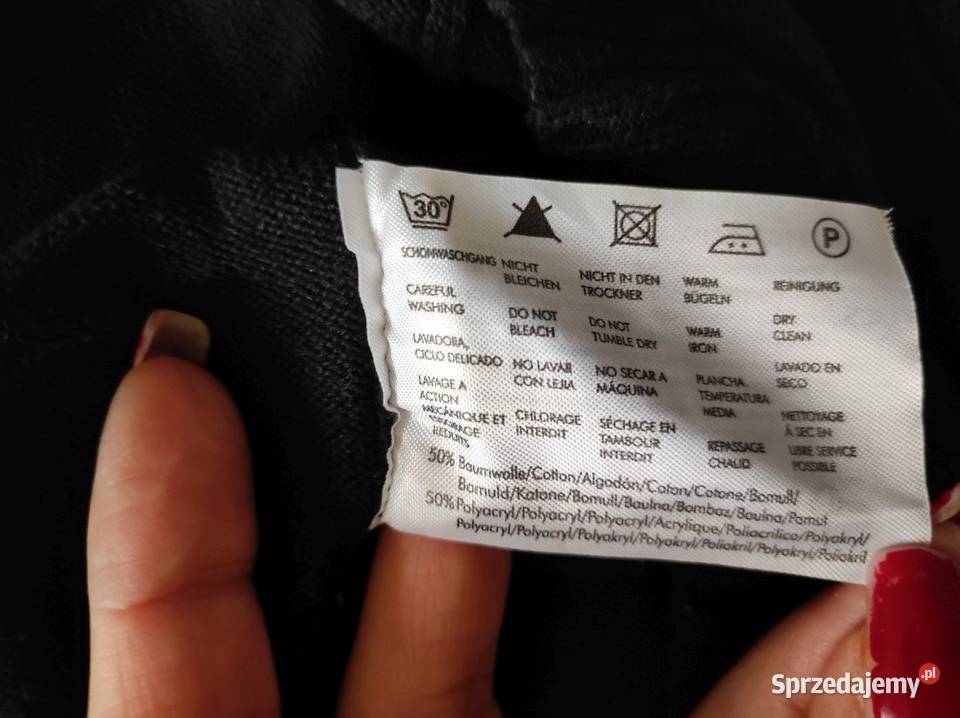 30°
P
SCHONWASCHGANG
CAREFUL
WASHING
LAVADORA,
CICLO DELICADO
LAVAGE A
ACTION
MECÁNIQUE ET
ESSORAGE
REDUITS
NICHT
BLEICHEN
DO NOT
BLEACH
NO LAVAR
CON LEJIA
CHLORAGE
INTERDIT
NICHT IN DEN
TROCKNER
DO NOT
TUMBLE DRY
NO SECAR A
MÁQUINA
SÉCHAGE EN
TAMBOUR
INTERDIT
WARM
BÜGELN
WARM
IRON
PLANCHA
TEMPERATURA
MEDIA
REPASSAGE
CHAUD
REINIGUNG
DRY
CLEAN
LAVADO EN
SECO
NETTOYAGE
À SEC EN
LIBRE SERVICE
POSSIBLE
50% Baumwolle/Cotton/Algodón/Coton/Cotone/Bomull/
Bomuld/Katone/Bomull/Bavlna/Bombaz/Bavlna/Pamut
50% Polyacryl/Polyacryl/Polyacryl/Acrylique/Poliacrilico/Polyakryl/
Polyacryl/Polyacryl/Polyakryl/Polyakryl/Poliakril/Polyakryl/Poliakril
Sprzedajemy.pl